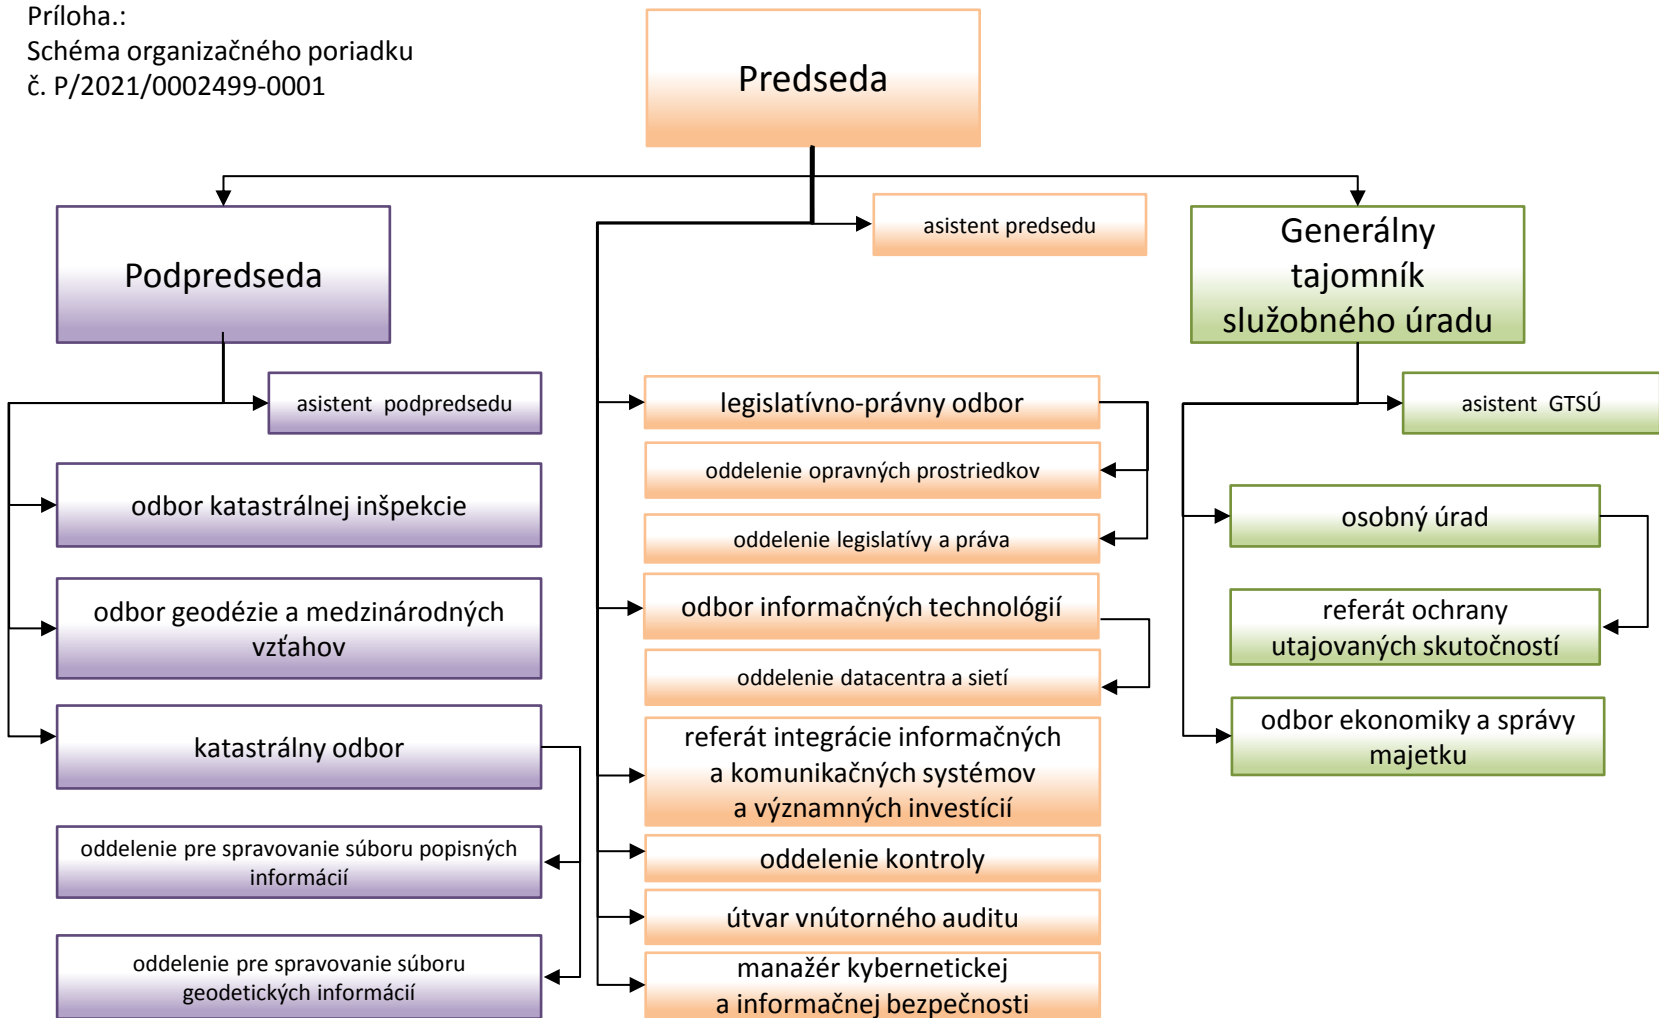 Príloha.:
Schéma organizačného poriadku
č. P/2021/0002499-0001
Predseda
asistent predsedu
Podpredseda
asistent podpredsedu
odbor katastrálnej inšpekcie
odbor geodézie a medzinárodných
vzťahov
katastrálny odbor
oddelenie pre spravovanie súboru popisných
informácií
oddelenie pre spravovanie súboru
geodetických informácií
legislatívno-právny odbor
oddelenie opravných prostriedkov
oddelenie legislatívy a práva
odbor informačných technológií
oddelenie datacentra a sietí
referát integrácie informačných
a komunikačných systémov
a významných investícií
oddelenie kontroly
útvar vnútorného auditu
manažér kybernetickej
a informačnej bezpečnosti
Generálny
tajomník
služobného úradu
asistent GTSÚ
osobný úrad
referát ochrany
utajovaných skutočností
odbor ekonomiky a správy
majetku